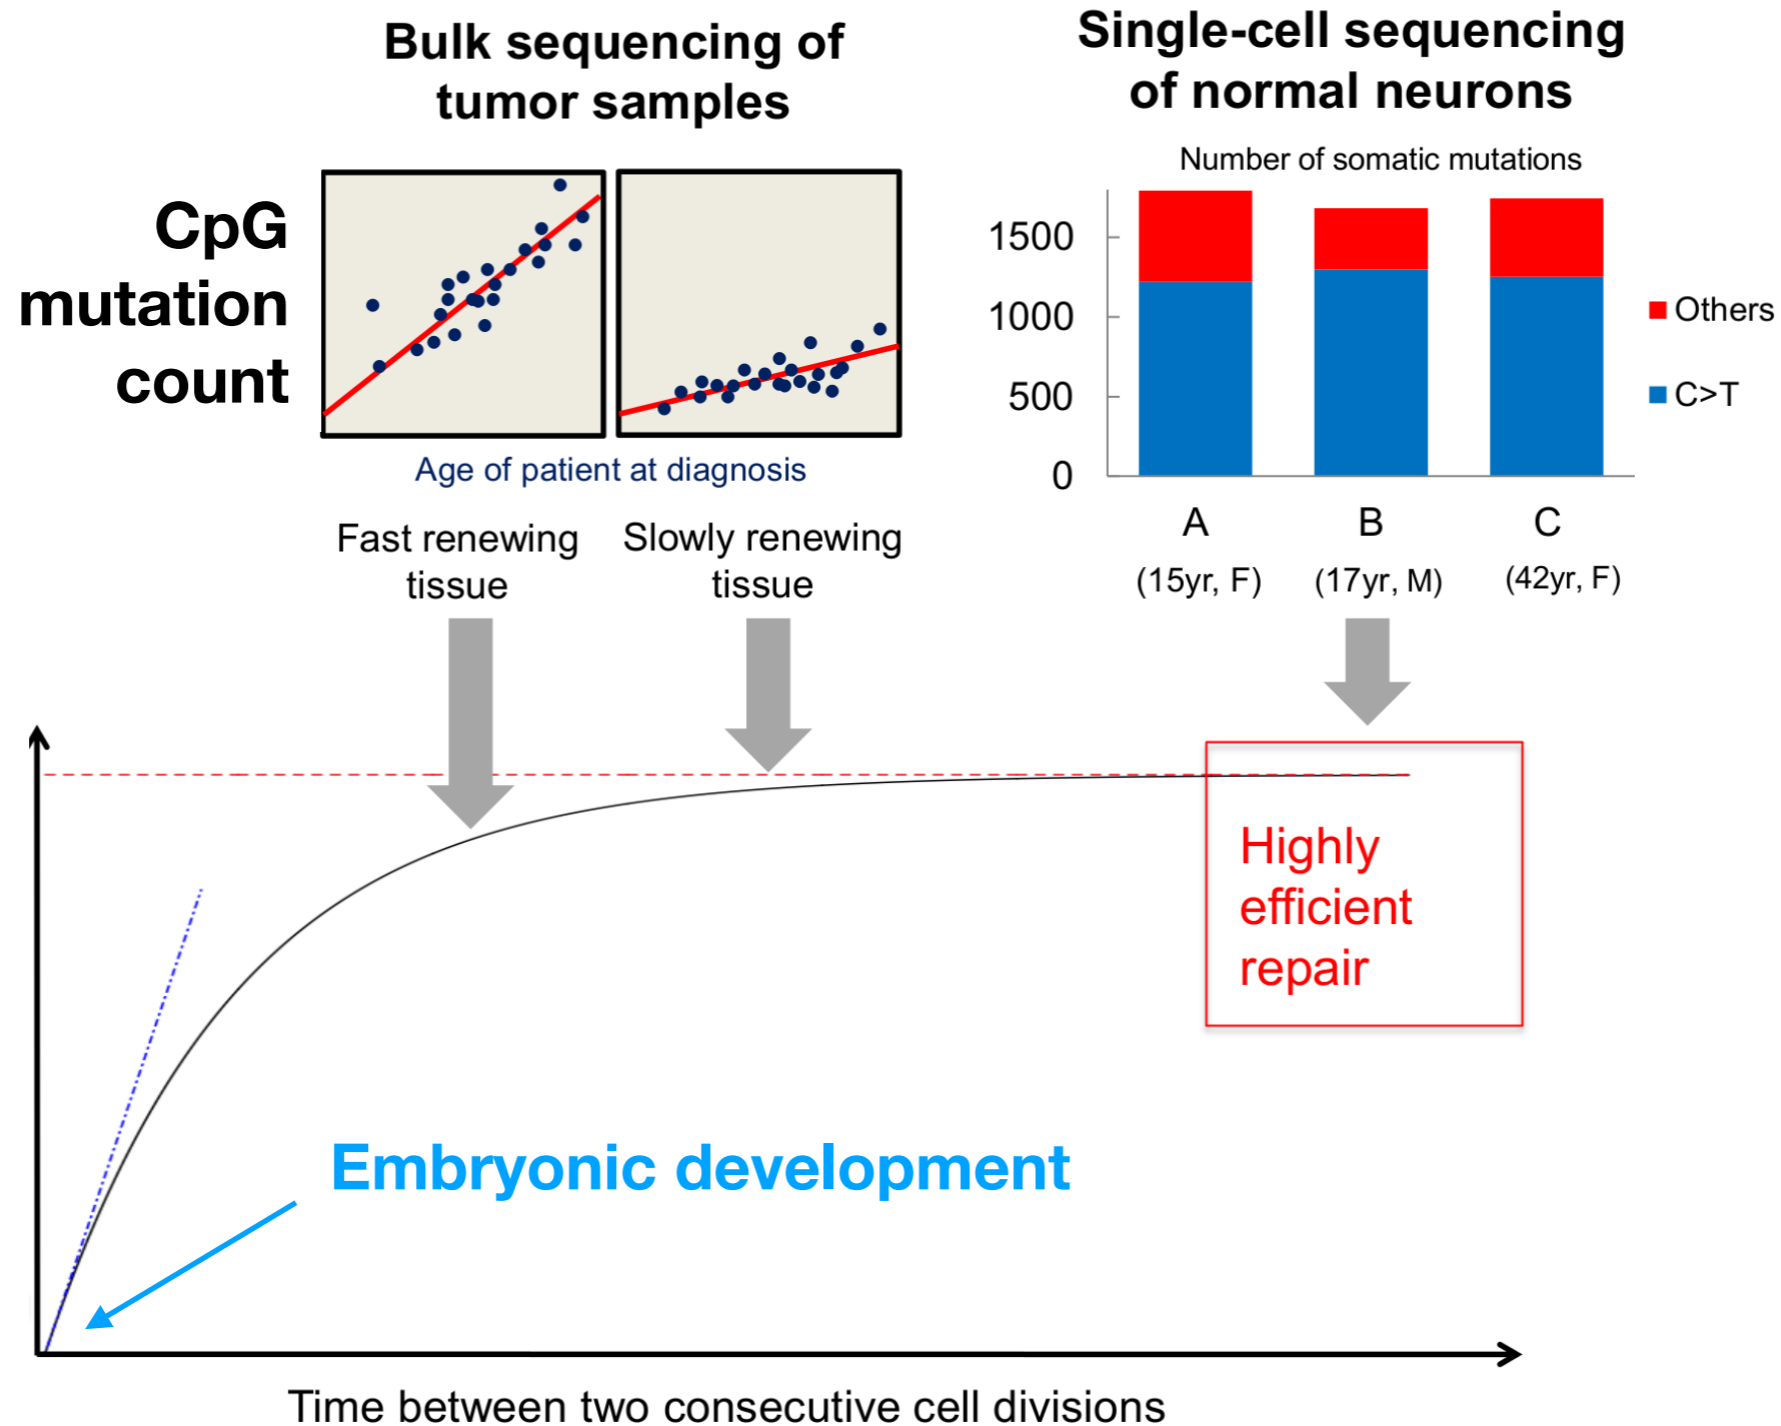 Bulk sequencing of
tumor samples
Single-cell sequencing
of normal neurons
Number of somatic mutations
CpG
mutation
count
1500
1000
500
0
Others
C>T
Age of patient at diagnosis
Fast renewing
tissue
Slowly renewing
tissue
A
B
C
(15yr, F)
(17yr, M)
(42yr, F)
Highly
efficient
repair
Embryonic development
Time between two consecutive cell divisions